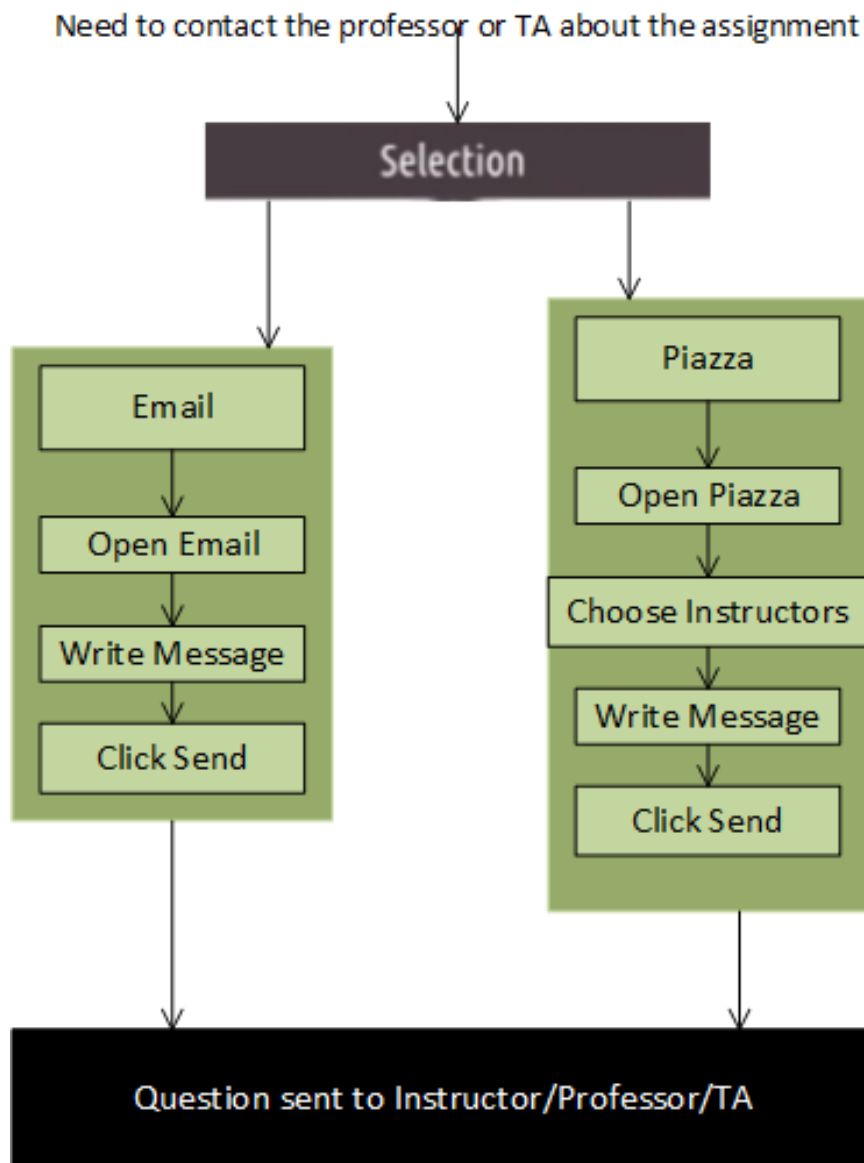 Need to contact the professor or TA about the assignment
Selection
Email
Open Email
Write Message
Click Send
Piazza
Open Piazza
Choose Instructors
Write Message
Click Send
Question sent to Instructor/Professor/TA